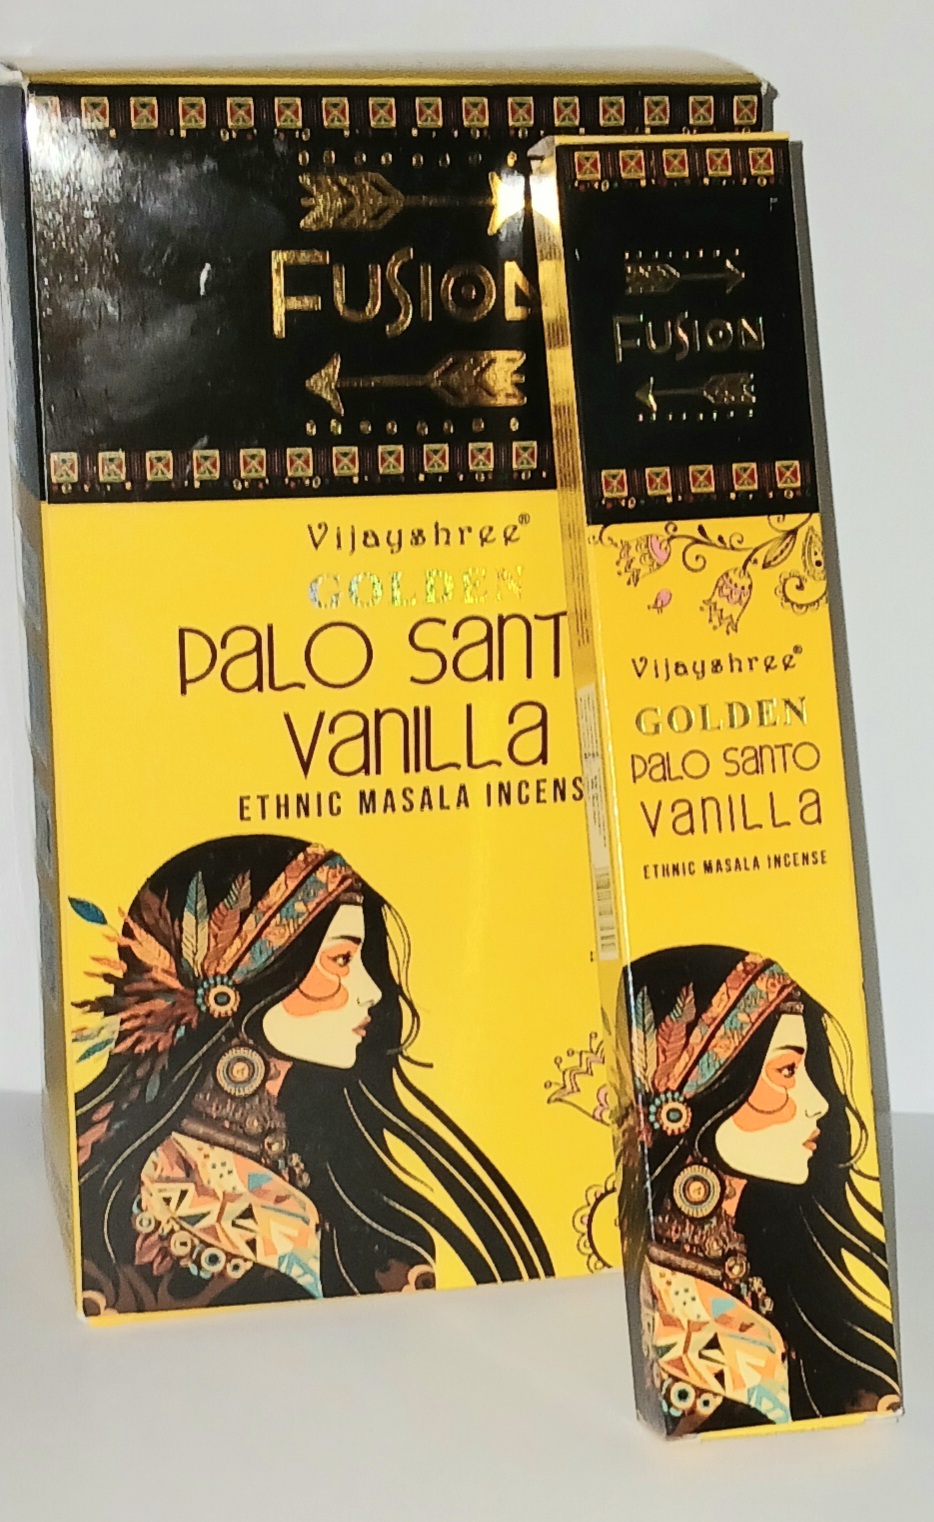 FUSION
Vijayshree®
GOLDEN
PALO SANT
VANILLA
ETHNIC MASALA INCENS
FUSION
Vijayshree®
GOLDEN
PALO SANTO
VANILLA
ETHNIC MASALA INCENSE